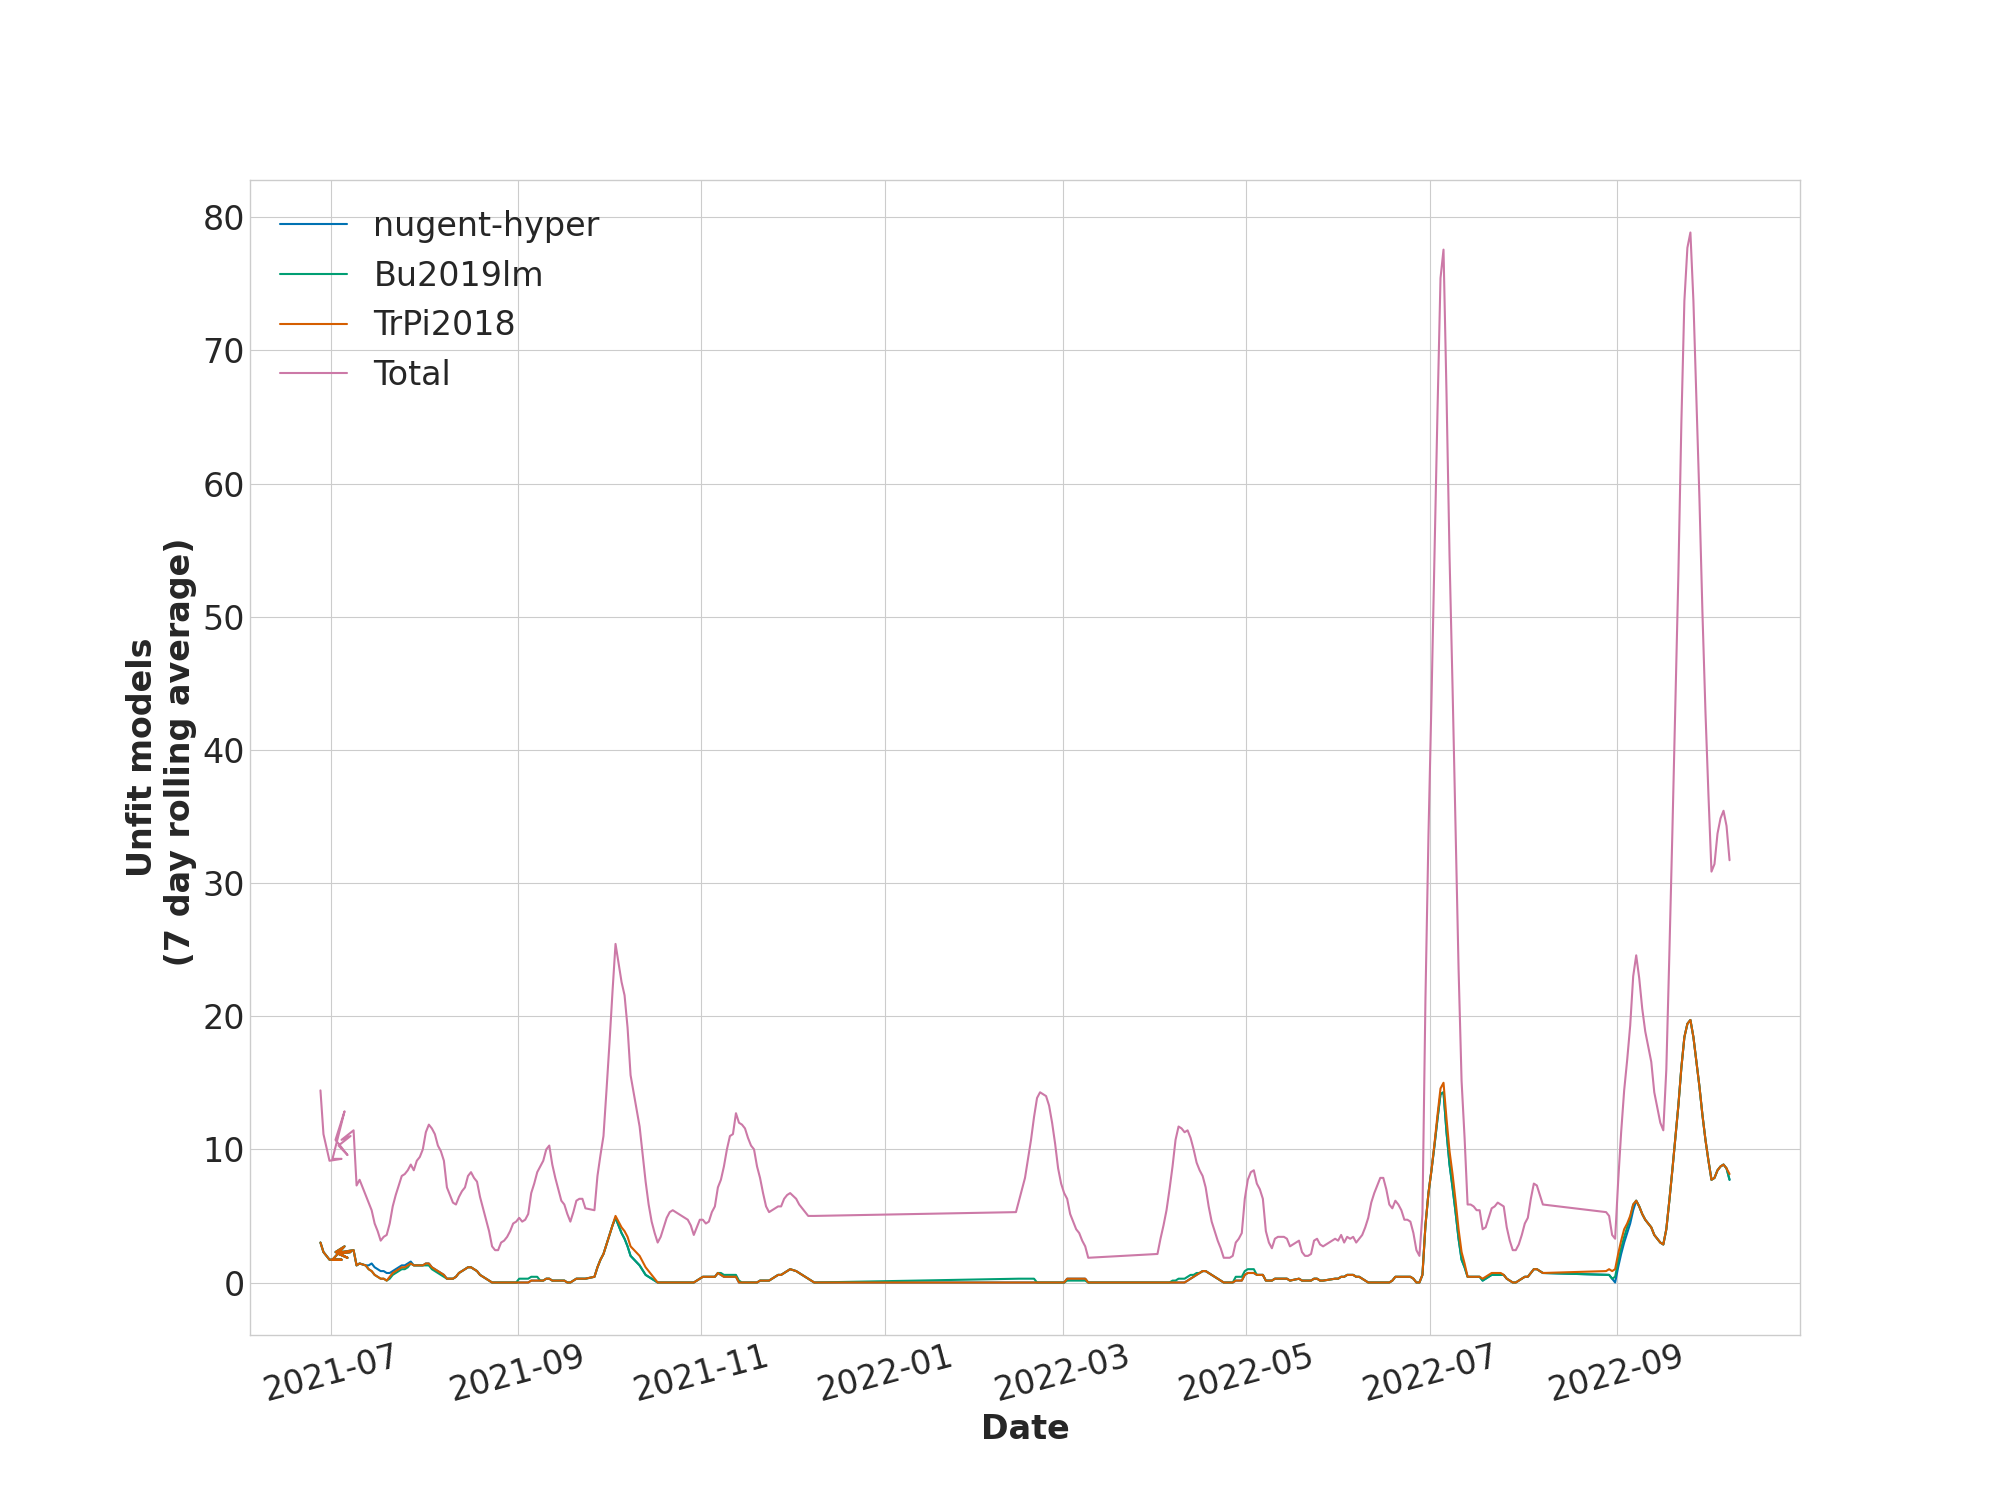 nugent-hyper
Bu2019lm
TrPi2018
Total
80
70
60
50
40
30
20
10
0
Unfit models
(7 day rolling average)
2021-07
2021-09
2021-11
2022-01
2022-03
2022-05
2022-07
2022-09
Date